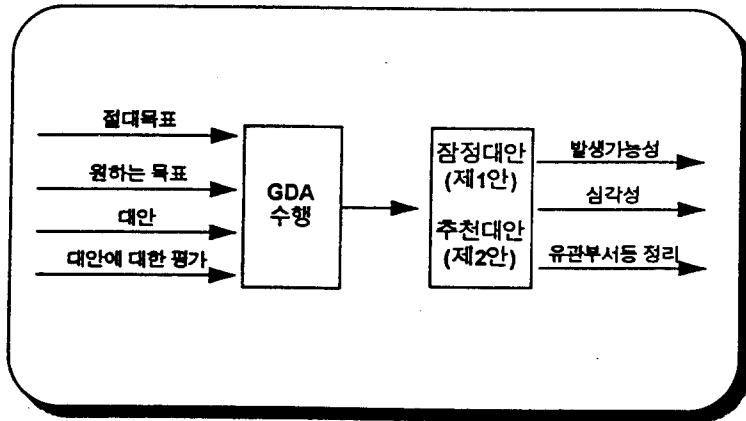 절대목표
원하는 목표
대안
대안에 대한 평가
GDA
수행
잠정대안
(제1안)
추천대안
(제2안)
발생가능성
심각성
유관부서등 정리